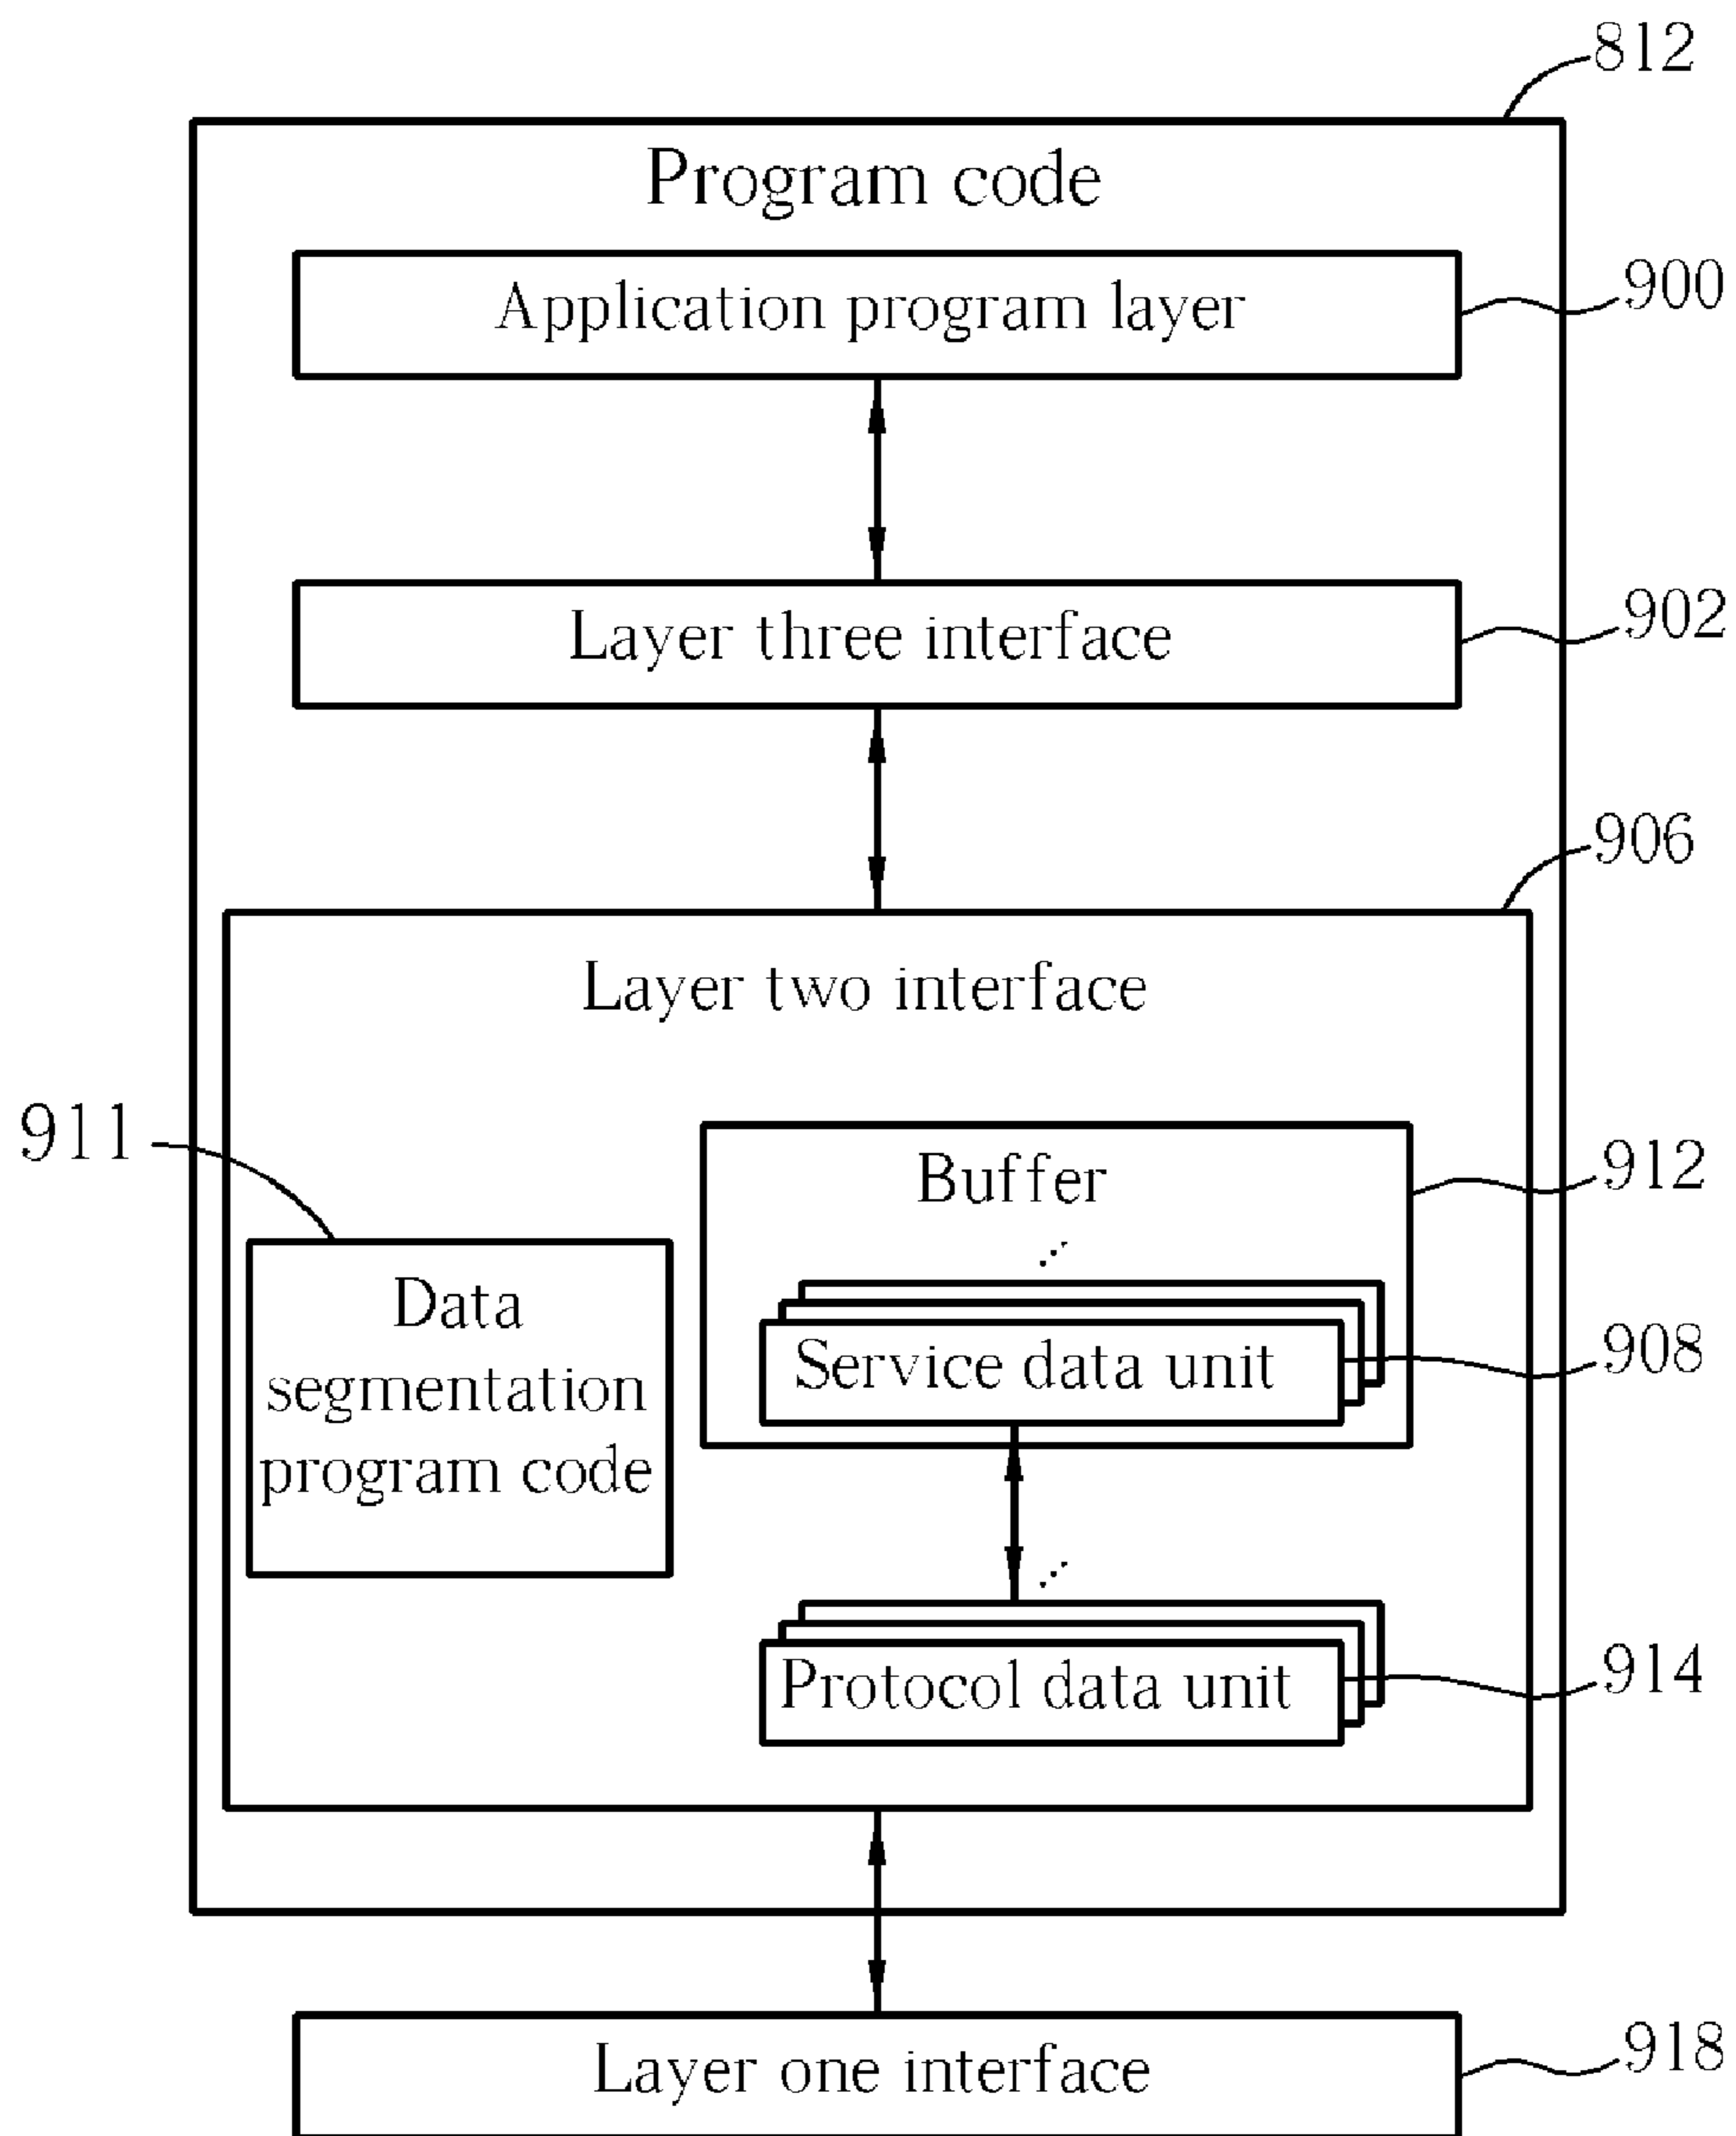 812
Program code
Application program layer
900
Layer three interface
902
906
Layer two interface
911
Buffer
912
Data
segmentation
program code
Service data unit
908
Protocol data unit
914
Layer one interface
918